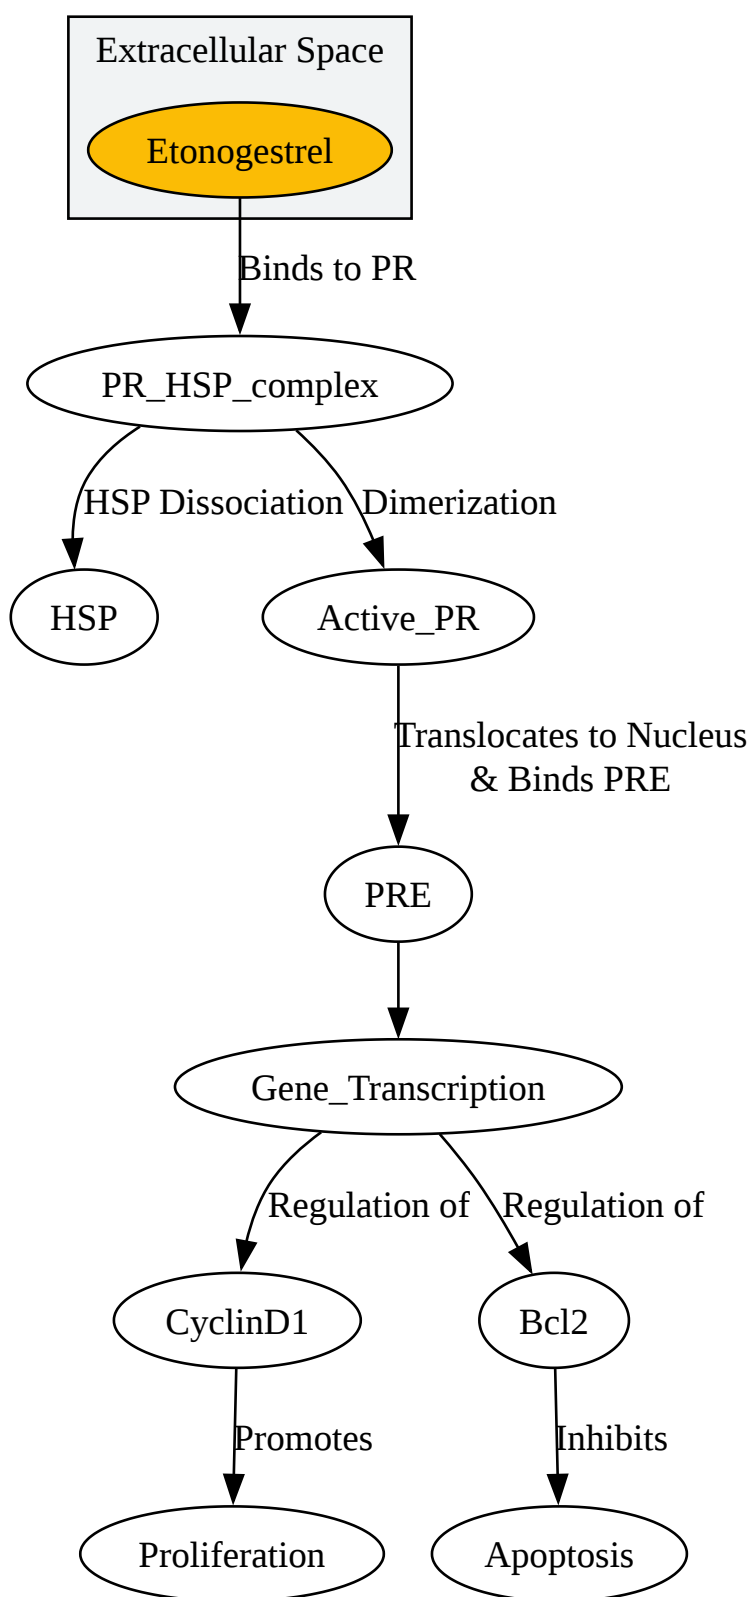 Extracellular Space
Etonogestrel
Binds to PR
PR_HSP_complex
HSP Dissociation
Dimerization
HSP
Active_PR
Translocates to Nucleus
& Binds PRE
PRE
Gene_Transcription
Regulation of
Regulation of
CyclinD1
Bcl2
Promotes
Inhibits
Proliferation
Apoptosis